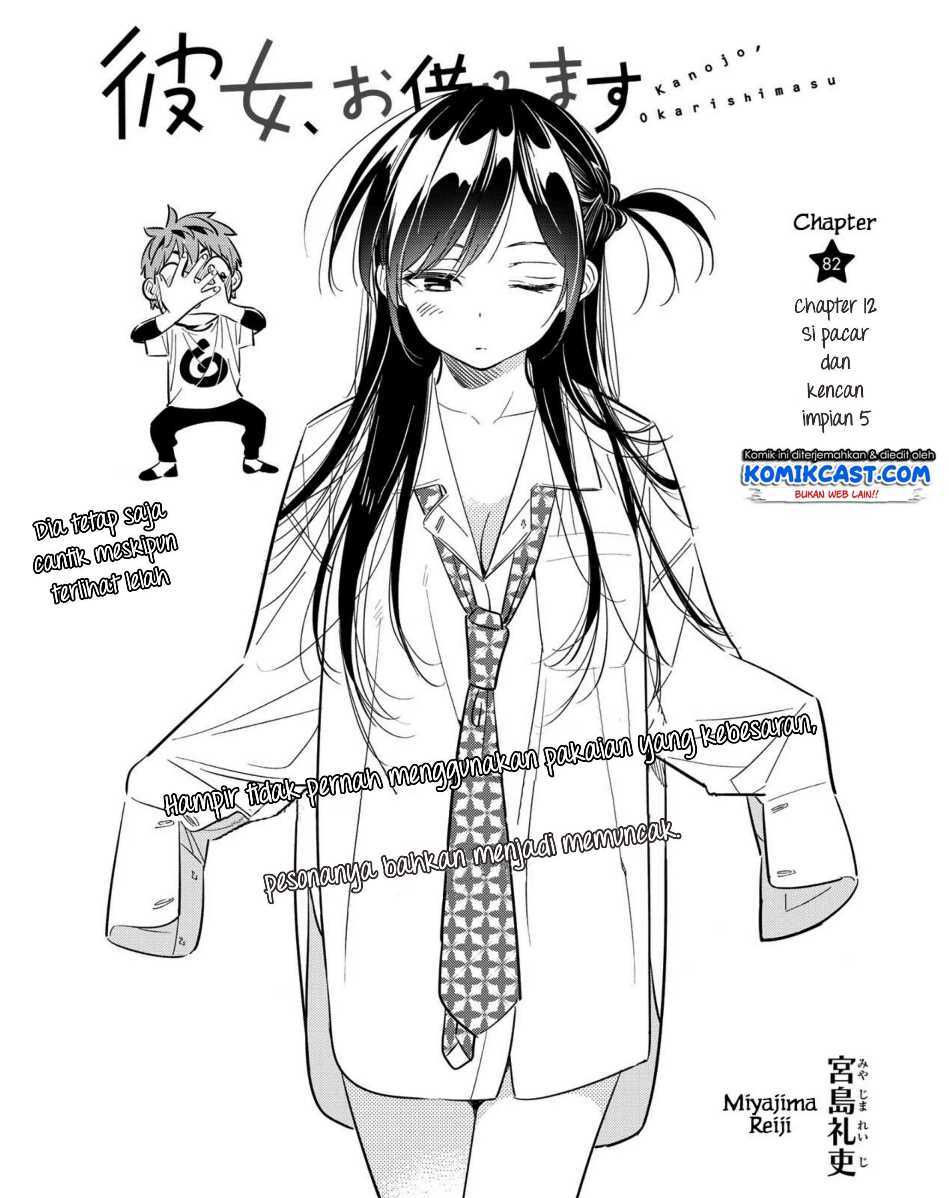 彼女、お借ります
Kanojo,
Okarishimasu
Chapter
82
Chapter 12
Si pacar
dan
kencan
impian 5
Komik ini diterjemahkan & diedit oleh
KOMIKCAST.COM
BUKAN WEB LAIN!!
Dia tetap saja
cantik meskipun
terlihat lelah
Hampir tidak pernah menggunakan pakaian yang kebesaran,
pesonanya bahkan menjadi memuncak.
Miyajima
Reiji
宮島礼吏
みやじまれいじ